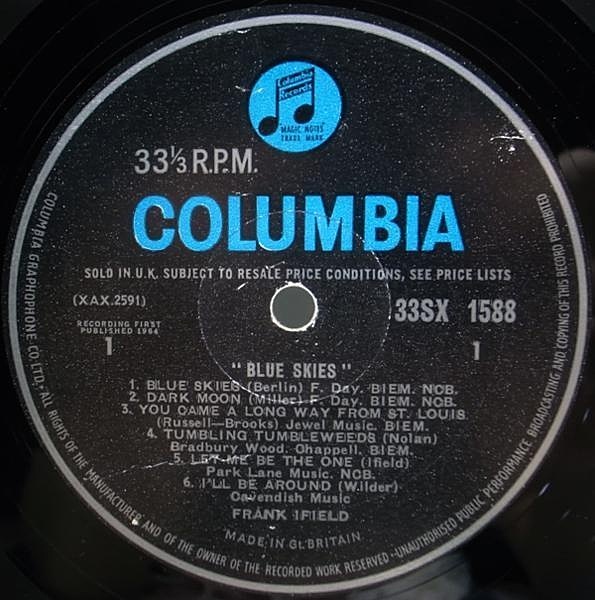 Columbia
Records
MAGIC NOTES
TRADE MARK
33⅓ R.P.M.
COLUMBIA
SOLD IN U.K. SUBJECT TO RESALE PRICE CONDITIONS, SEE PRICE LISTS
(XAX.2591)
33SX 1588
RECORDING FIRST
PUBLISHED 1964
1
1
"BLUE SKIES"
1. BLUE SKIES (Berlin) F. Day. BIEM. NCB.
2. DARK MOON (Miller) F. Day. BIEM. NCB.
3. YOU CAME A LONG WAY FROM ST. LOUIS
(Russell—Brooks) Jewel Music. BIEM.
4. TUMBLING TUMBLEWEEDS (Nolan)
Bradbury Wood. Chappell. BIEM.
5. LET ME BE THE ONE (Ifield)
Park Lane Music. NCB.
6. I'LL BE AROUND (Wilder)
Cavendish Music
FRANK IFIELD
MADE IN Gt. BRITAIN
COLUMBIA GRAPHOPHONE CO. LTD., ALL RIGHTS OF THE MANUFACTURER AND OF THE OWNER OF THE RECORDED WORK RESERVED · UNAUTHORISED PUBLIC PERFORMANCE BROADCASTING AND COPYING OF THIS RECORD PROHIBITED